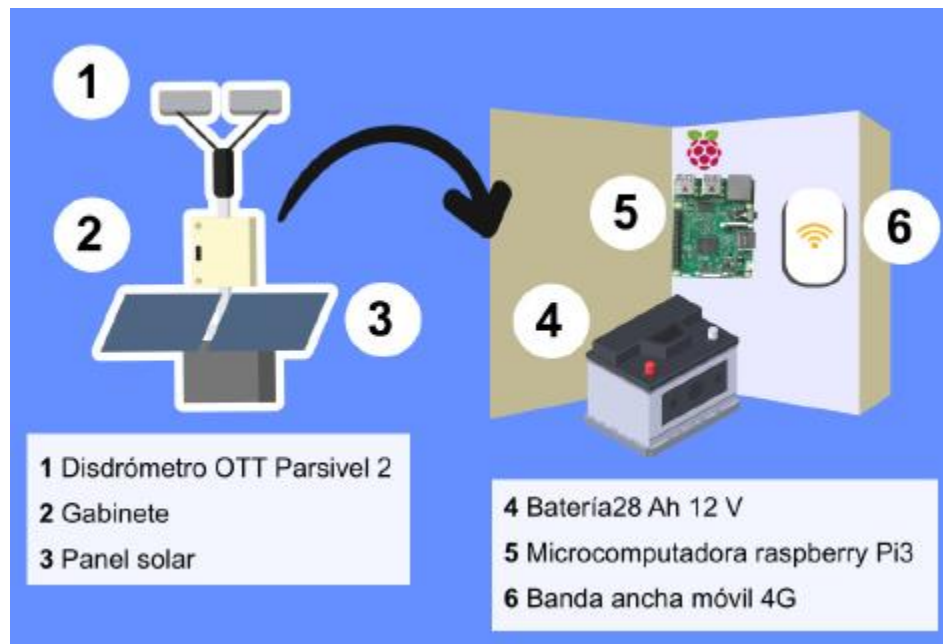 1
2
3
4
5
6
1 Disdrómetro OTT Parsivel 2
2 Gabinete
3 Panel solar
4 Batería28 Ah 12 V
5 Microcomputadora raspberry Pi3
6 Banda ancha móvil 4G